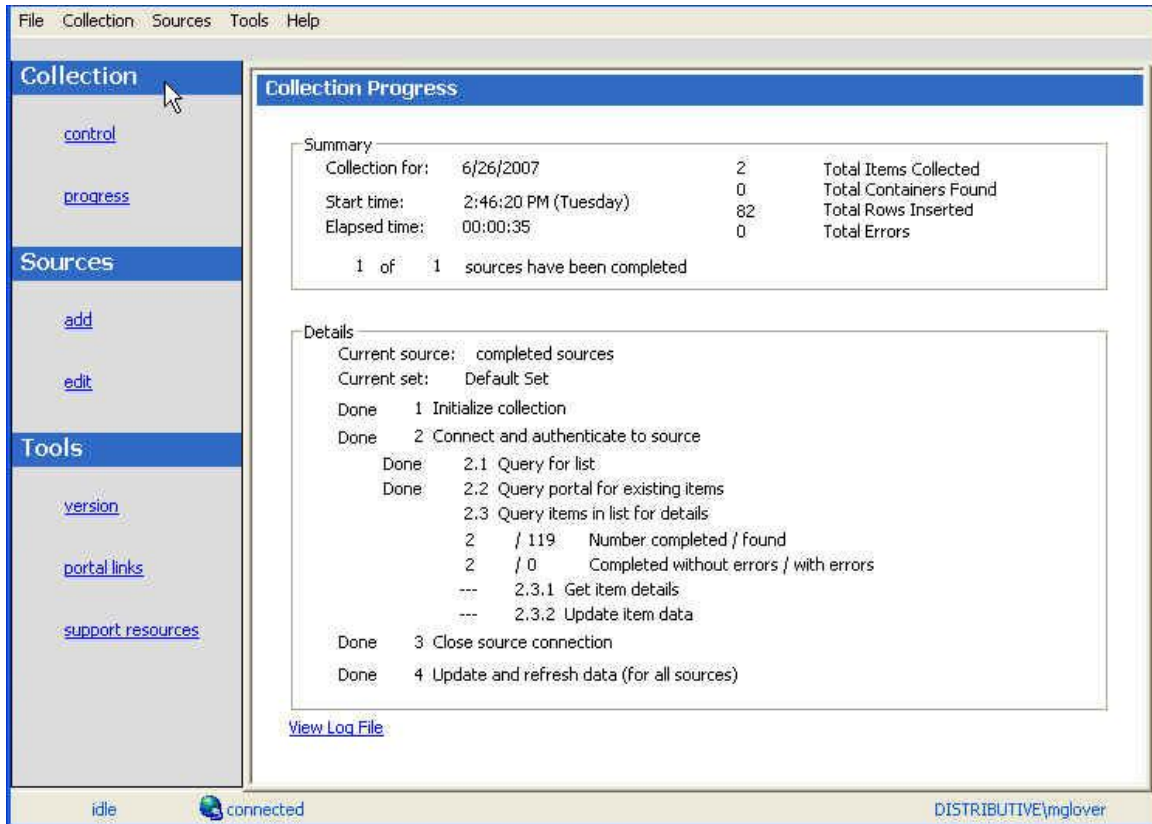 File Collection Sources Tools Help
Collection
control
progress
Sources
add
edit
Tools
version
portal links
support resources
Collection Progress
Summary
Collection for: 6/26/2007 2 Total Items Collected
0 Total Containers Found
Start time: 2:46:20 PM (Tuesday) 82 Total Rows Inserted
Elapsed time: 00:00:35 0 Total Errors
1 of 1 sources have been completed
Details
Current source: completed sources
Current set: Default Set
Done 1 Initialize collection
Done 2 Connect and authenticate to source
Done 2.1 Query for list
Done 2.2 Query portal for existing items
2.3 Query items in list for details
2 / 119 Number completed / found
2 / 0 Completed without errors / with errors
--- 2.3.1 Get item details
--- 2.3.2 Update item data
Done 3 Close source connection
Done 4 Update and refresh data (for all sources)
View Log File
idle connected DISTRIBUTIVE\mglover